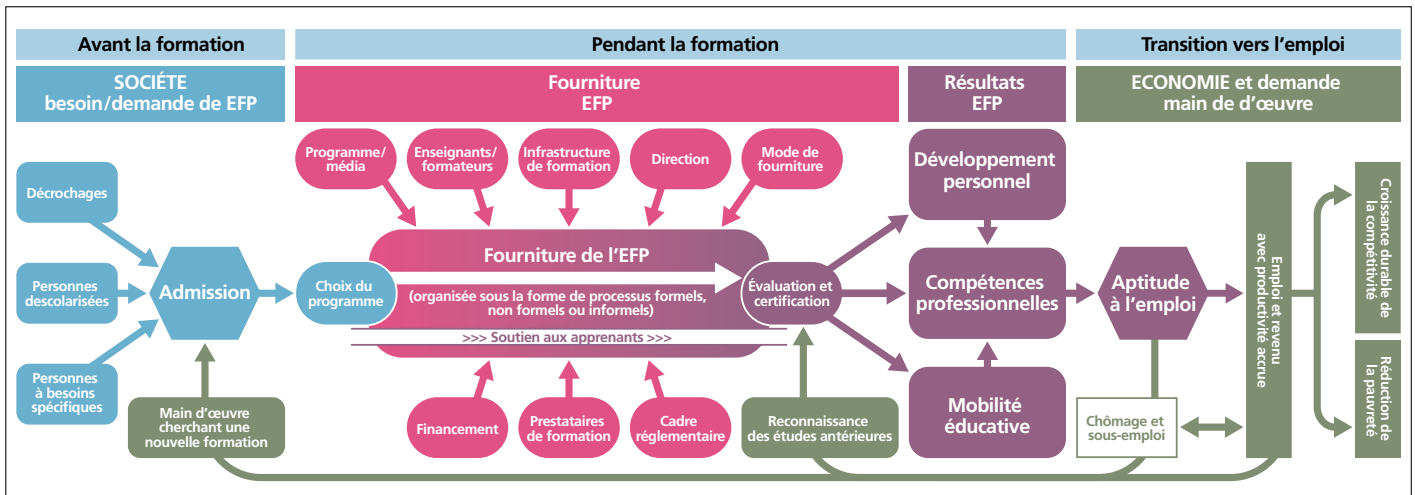 Avant la formation
Pendant la formation
Transition vers l'emploi
SOCIÉTE
besoin/demande de EFP
Fourniture
EFP
Résultats
EFP
ECONOMIE et demande
main de d'œuvre
Programme/
média
Enseignants/
formateurs
Infrastructure
de formation
Direction
Mode de
fourniture
Décrochages
Personnes
descolarisées
Personnes
à besoins
spécifiques
Admission
Main d'œuvre
cherchant une
nouvelle formation
Choix du
programme
Fourniture de l'EFP
(organisée sous la forme de processus formels,
non formels ou informels)
>>> Soutien aux apprenants >>>
Évaluation et
certification
Financement
Prestataires
de formation
Cadre
réglementaire
Reconnaissance
des études antérieures
Développement
personnel
Compétences
professionnelles
Mobilité
éducative
Aptitude
à l'emploi
Chômage et
sous-emploi
Emploi et revenu
avec productivité accrue
Croissance durable de
la compétitivité
Réduction de
la pauvreté